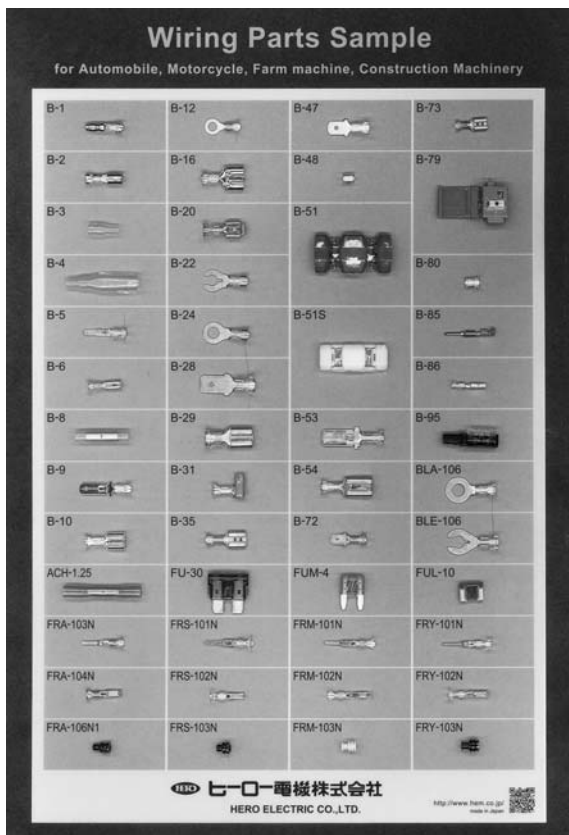 Wiring Parts Sample
for Automobile, Motorcycle, Farm machine, Construction Machinery
B-1 B-12 B-47 B-73
B-2 B-16 B-48 B-79
B-3 B-20 B-51
B-4 B-22 B-80
B-5 B-24 B-51S B-85
B-6 B-28 B-86
B-8 B-29 B-53 B-95
B-9 B-31 B-54 BLA-106
B-10 B-35 B-72 BLE-106
ACH-1.25 FU-30 FUM-4 FUL-10
FRA-103N FRS-101N FRM-101N FRY-101N
FRA-104N FRS-102N FRM-102N FRY-102N
FRA-106N1 FRS-103N FRM-103N FRY-103N
ヒーロー電機株式会社
HERO ELECTRIC CO.,LTD.
http://www.hem.co.jp/
made in Japan